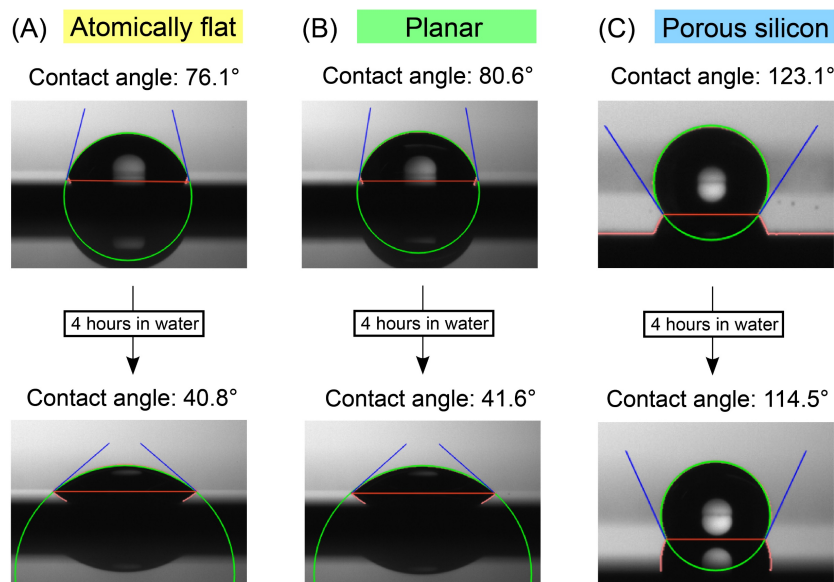 (A) Atomically flat
Contact angle: 76.1°
4 hours in water
Contact angle: 40.8°
(B) Planar
Contact angle: 80.6°
4 hours in water
Contact angle: 41.6°
(C) Porous silicon
Contact angle: 123.1°
4 hours in water
Contact angle: 114.5°